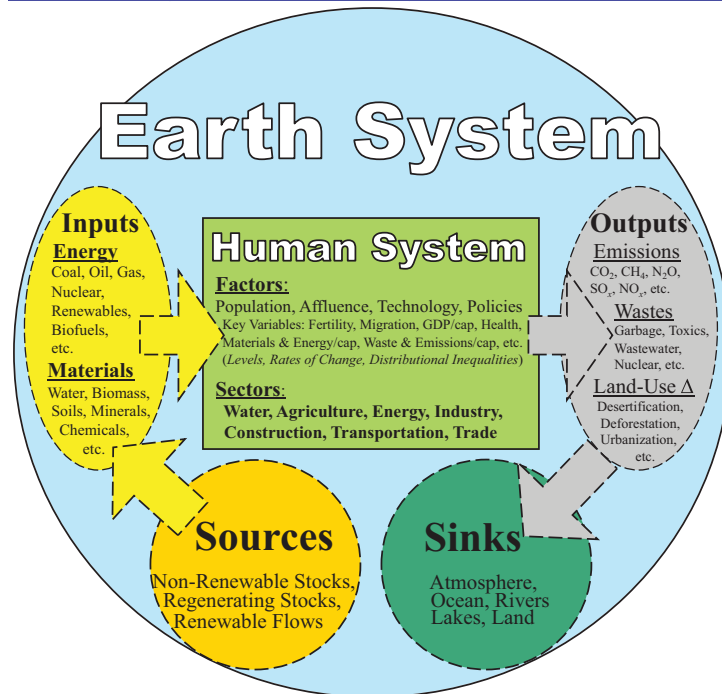 Earth System
Inputs
Energy
Coal, Oil, Gas,
Nuclear,
Renewables,
Biofuels,
etc.
Materials
Water, Biomass,
Soils, Minerals,
Chemicals,
etc.
Human System
Factors:
Population, Affluence, Technology, Policies
Key Variables: Fertility, Migration, GDP/cap, Health,
Materials & Energy/cap, Waste & Emissions/cap, etc.
(Levels, Rates of Change, Distributional Inequalities)
Sectors:
Water, Agriculture, Energy, Industry,
Construction, Transportation, Trade
Outputs
Emissions
CO₂, CH₄, N₂O,
SOₓ, NOₓ, etc.
Wastes
Garbage, Toxics,
Wastewater,
Nuclear, etc.
Land-Use Δ
Desertification,
Deforestation,
Urbanization,
etc.
Sources
Non-Renewable Stocks,
Regenerating Stocks,
Renewable Flows
Sinks
Atmosphere,
Ocean, Rivers
Lakes, Land